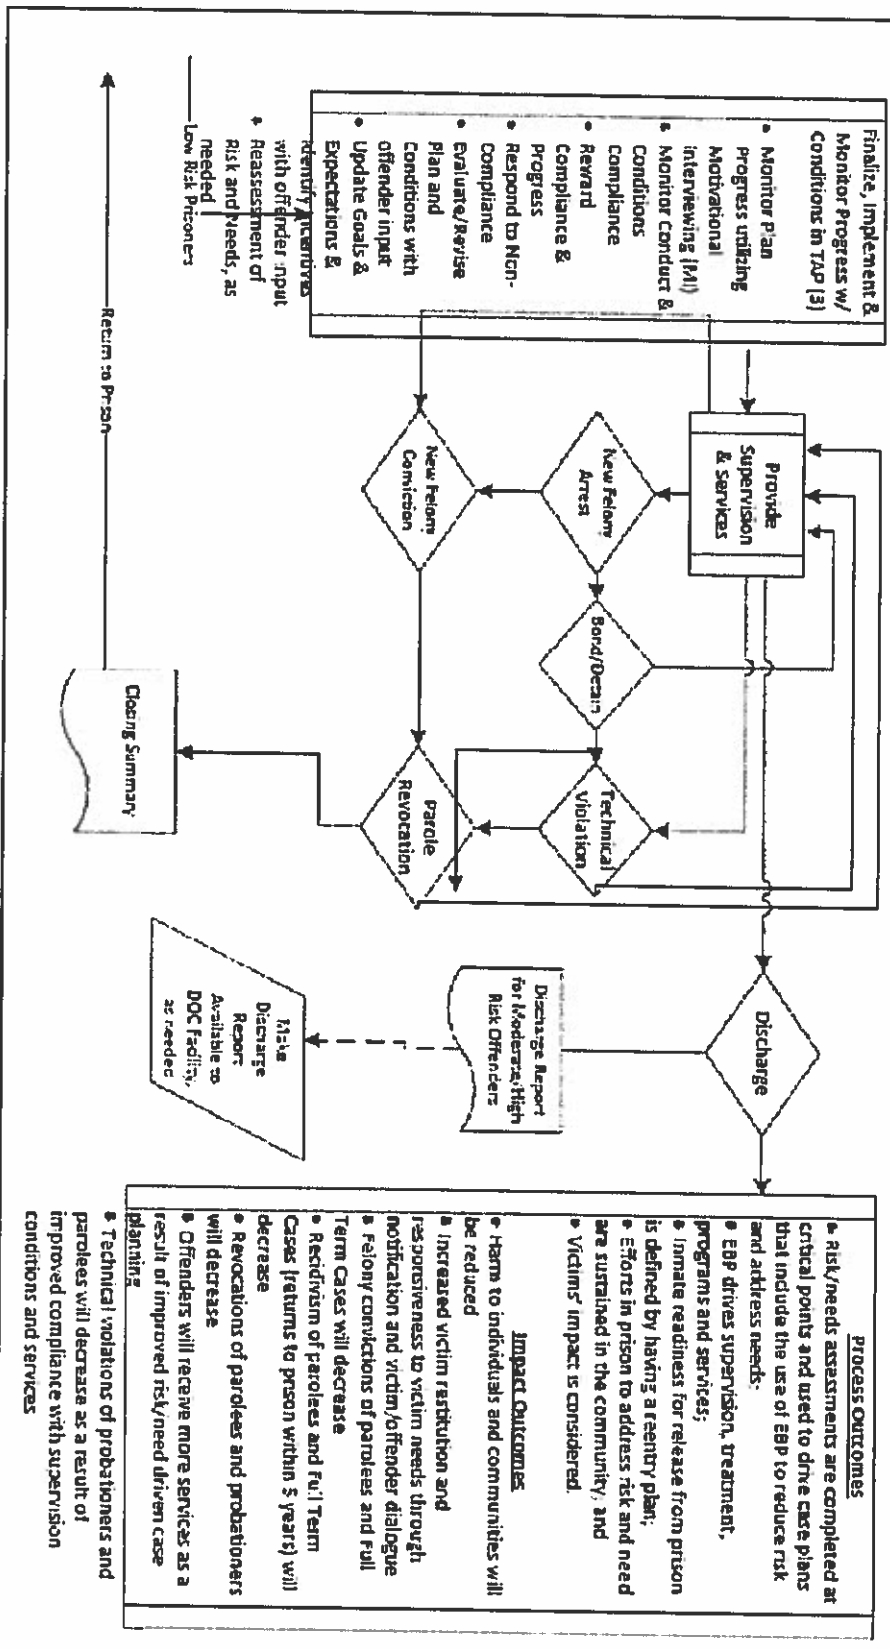 Finalize, Implement &
Monitor Progress w/
Conditions in TAP (3)
• Monitor Plan
Progress utilizing
Motivational
Interviewing (MI)
• Monitor Conduct &
Conditions
Compliance
• Reward
Compliance &
Progress
• Respond to Non-
Compliance
• Evaluate/Revise
Plan and
Conditions with
offender input
• Update Goals &
Expectations &
Identify Incentives
with offender input
• Reassessment of
Risk and Needs, as
needed
Low Risk Prisoners
Return to Prison
Provide
Supervision
& Services
New Felony
Arrest
New Felony
Conviction
Bond/Detain
Technical
Violation
Parole
Revocation
Closing Summary
Discharge
Discharge Report
for Moderate/High
Risk Offenders
Make
Discharge
Report
Available to
DOC Facility,
as needed
Process Outcomes
• Risk/needs assessments are completed at
critical points and used to drive case plans
that include the use of EBP to reduce risk
and address needs;
• EBP drives supervision, treatment,
programs and services;
• Inmate readiness for release from prison
is defined by having a reentry plan;
• Efforts in prison to address risk and need
are sustained in the community; and
• Victims' impact is considered.
Impact Outcomes
• Harm to individuals and communities will
be reduced
• Increased victim restitution and
responsiveness to victim needs through
notification and victim/offender dialogue
• Felony convictions of parolees and Full
Term Cases will decrease
• Recidivism of parolees and Full Term
Cases (returns to prison within 5 years) will
decrease
• Revocations of parolees and probationers
will decrease
• Offenders will receive more services as a
result of improved risk/need driven case
planning
• Technical violations of probationers and
parolees will decrease as a result of
improved compliance with supervision
conditions and services